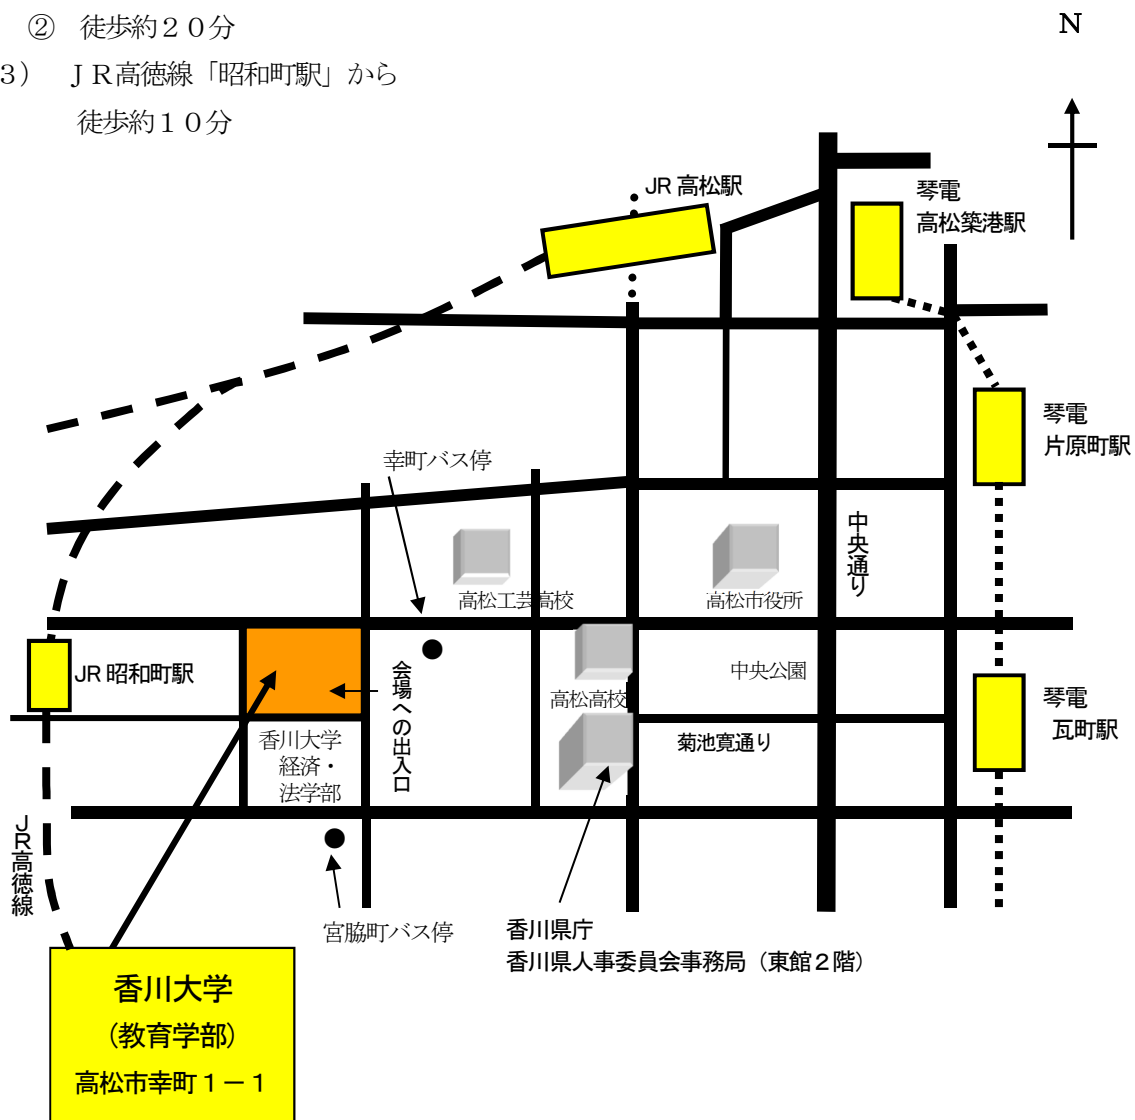 ② 徒歩約２０分
N
3） ＪＲ高徳線「昭和町駅」から
徒歩約１０分
JR 高松駅
琴電
高松築港駅
琴電
片原町駅
幸町バス停
中央通り
高松工芸高校
高松市役所
JR 昭和町駅
会場への出入口
中央公園
高松高校
琴電
瓦町駅
香川大学
経済・
法学部
菊池寛通り
ＪＲ高徳線
宮脇町バス停
香川県庁
香川県人事委員会事務局（東館２階）
香川大学
（教育学部）
高松市幸町１－１